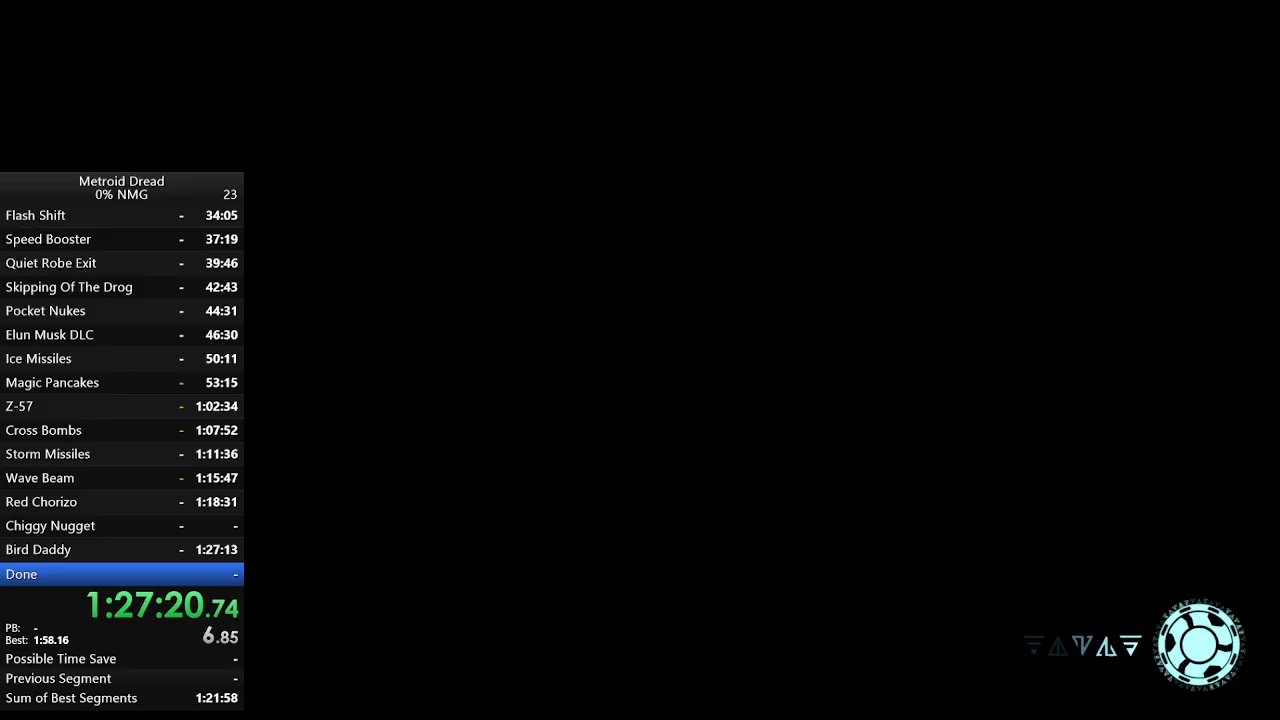 Metroid Dread
0% NMG 23
Flash Shift - 34:05
Speed Booster - 37:19
Quiet Robe Exit - 39:46
Skipping Of The Drog - 42:43
Pocket Nukes - 44:31
Elun Musk DLC - 46:30
Ice Missiles - 50:11
Magic Pancakes - 53:15
Z-57 - 1:02:34
Cross Bombs - 1:07:52
Storm Missiles - 1:11:36
Wave Beam - 1:15:47
Red Chorizo - 1:18:31
Chiggy Nugget - -
Bird Daddy - 1:27:13
Done -
1:27:20.74
PB: -
Best: 1:58.16 6.85
Possible Time Save -
Previous Segment -
Sum of Best Segments 1:21:58